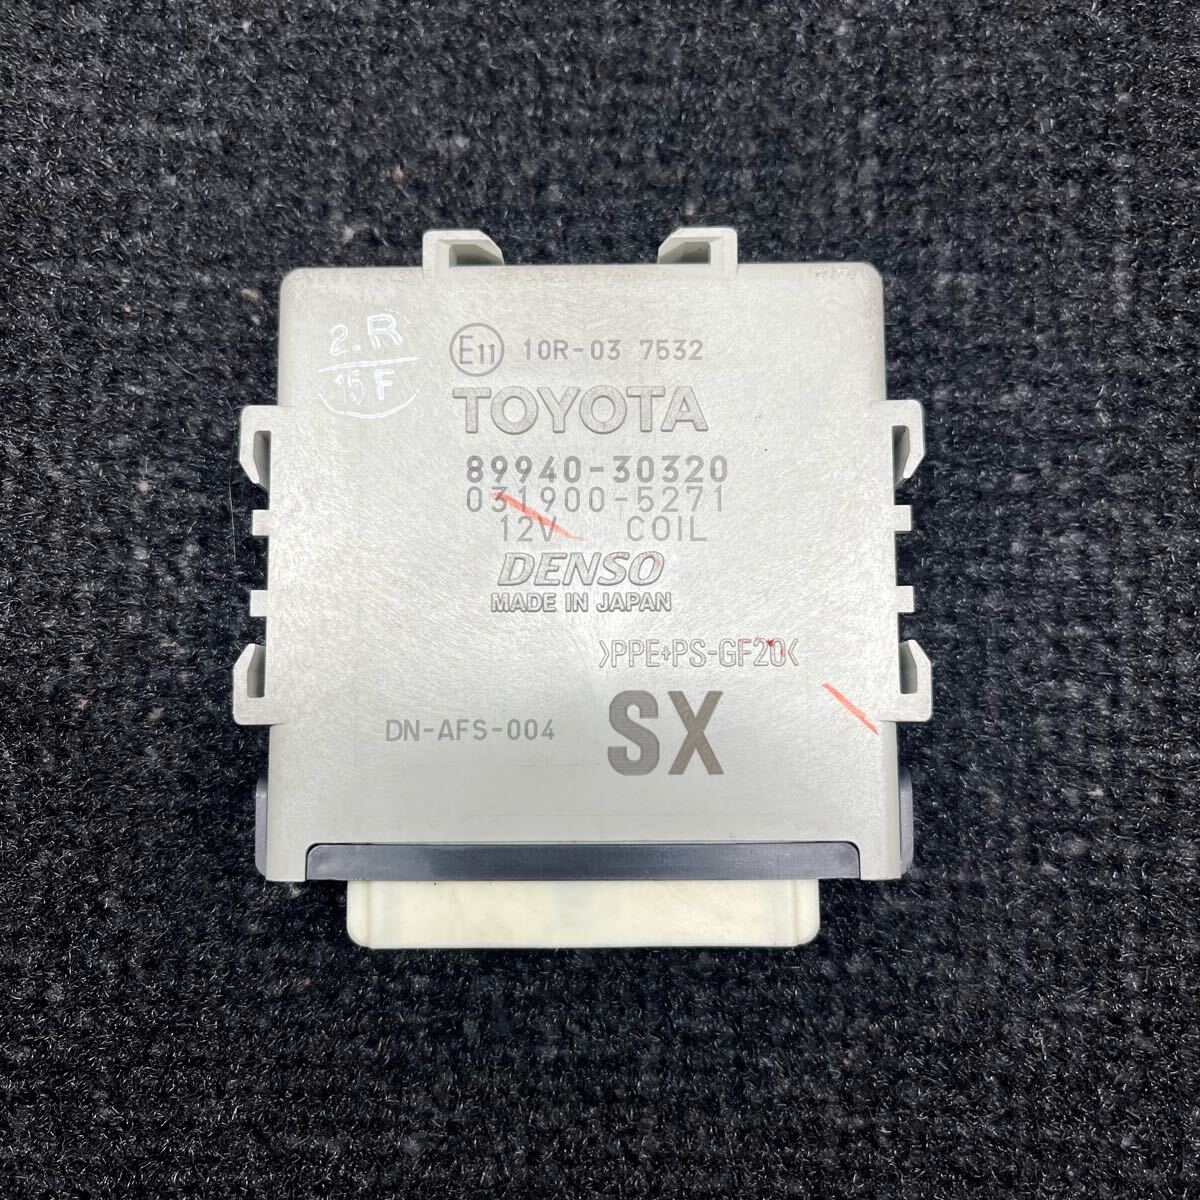 2.R
15F
E11 10R-03 7532
TOYOTA
89940-30320
031900-5271
12V COIL
DENSO
MADE IN JAPAN
>PPE+PS-GF20<
DN-AFS-004 SX